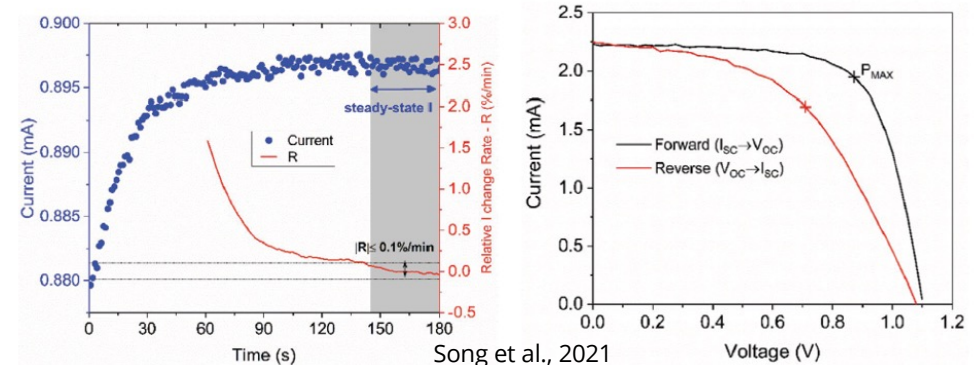 0.900
0.895
0.890
0.885
0.880
Current (mA)
3.0
2.5
2.0
1.5
1.0
0.5
0.0
-0.5
Relative I change Rate - R (%/min)
steady-state I
Current
R
|R|≤ 0.1%/min
0 30 60 90 120 150 180
Time (s)
2.5
2.0
1.5
1.0
0.5
0.0
Current (mA)
P_MAX
Forward (I_SC→V_OC)
Reverse (V_OC→I_SC)
0.0 0.2 0.4 0.6 0.8 1.0 1.2
Voltage (V)
Song et al., 2021